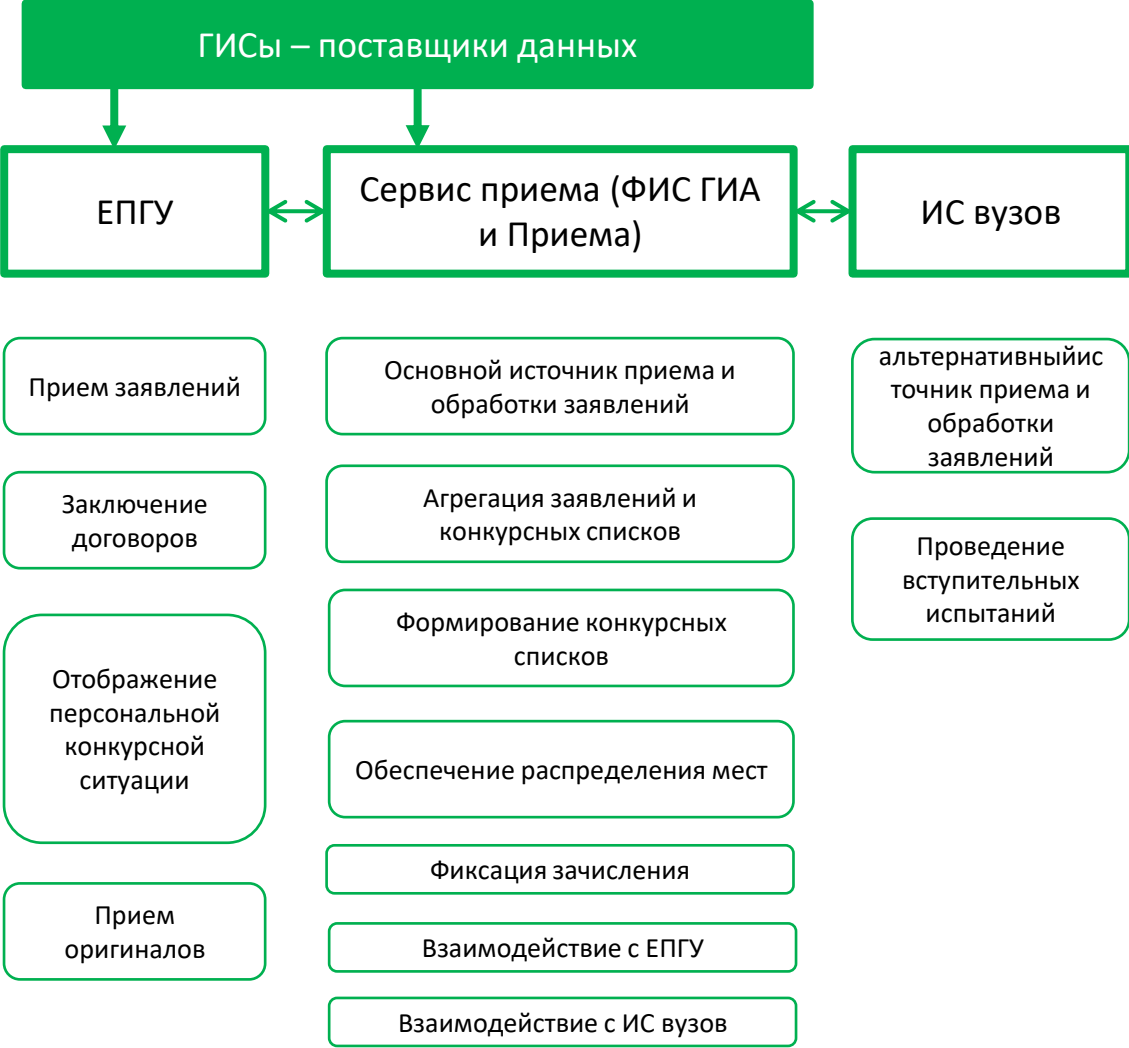 ГИСы – поставщики данных
ЕПГУ
Сервис приема (ФИС ГИА
и Приема)
ИС вузов
Прием заявлений
Заключение
договоров
Отображение
персональной
конкурсной
ситуации
Прием
оригиналов
Основной источник приема и
обработки заявлений
Агрегация заявлений и
конкурсных списков
Формирование конкурсных
списков
Обеспечение распределения мест
Фиксация зачисления
Взаимодействие с ЕПГУ
Взаимодействие с ИС вузов
альтернативныйис
точник приема и
обработки
заявлений
Проведение
вступительных
испытаний